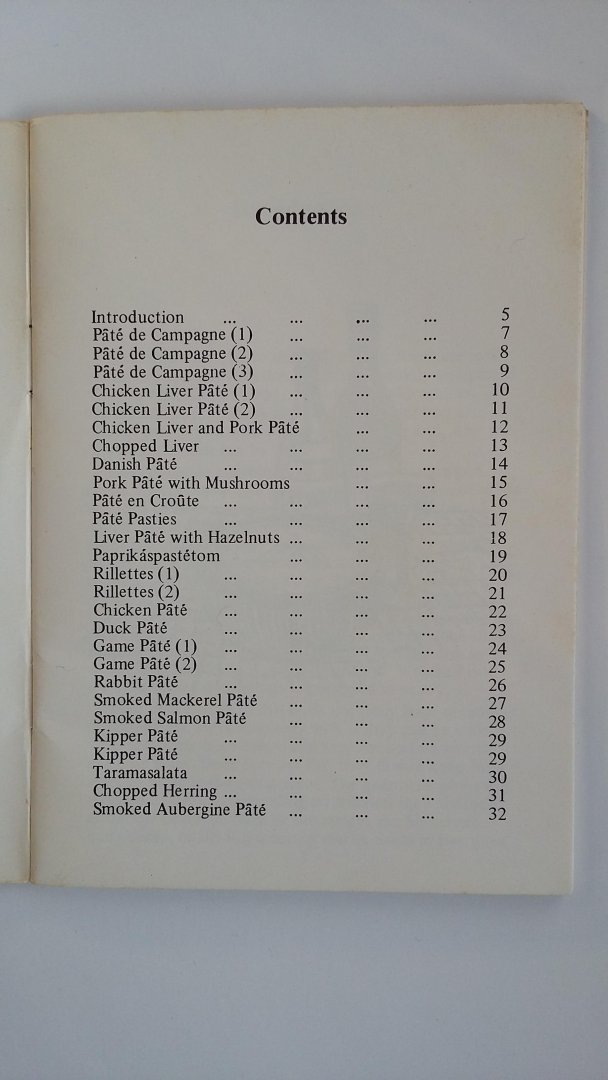 Contents
Introduction ... ... ... ... 5
Pâté de Campagne (1) ... ... ... 7
Pâté de Campagne (2) ... ... ... 8
Pâté de Campagne (3) ... ... ... 9
Chicken Liver Pâté (1) ... ... ... 10
Chicken Liver Pâté (2) ... ... ... 11
Chicken Liver and Pork Pâté ... ... 12
Chopped Liver ... ... ... ... 13
Danish Pâté ... ... ... ... 14
Pork Pâté with Mushrooms ... ... 15
Pâté en Croûte ... ... ... ... 16
Pâté Pasties ... ... ... ... 17
Liver Pâté with Hazelnuts ... ... ... 18
Paprikáspastétom ... ... ... 19
Rillettes (1) ... ... ... ... 20
Rillettes (2) ... ... ... ... 21
Chicken Pâté ... ... ... ... 22
Duck Pâté ... ... ... ... 23
Game Pâté (1) ... ... ... ... 24
Game Pâté (2) ... ... ... ... 25
Rabbit Pâté ... ... ... ... 26
Smoked Mackerel Pâté ... ... ... 27
Smoked Salmon Pâté ... ... ... 28
Kipper Pâté ... ... ... ... 29
Kipper Pâté ... ... ... ... 29
Taramasalata ... ... ... ... 30
Chopped Herring ... ... ... ... 31
Smoked Aubergine Pâté ... ... ... 32